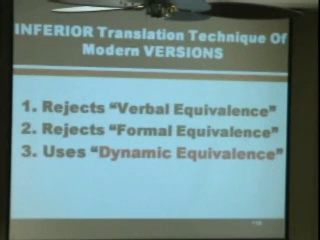 INFERIOR Translation Technique Of
Modern VERSIONS
1. Rejects “Verbal Equivalence”
2. Rejects “Formal Equivalence”
3. Uses “Dynamic Equivalence”